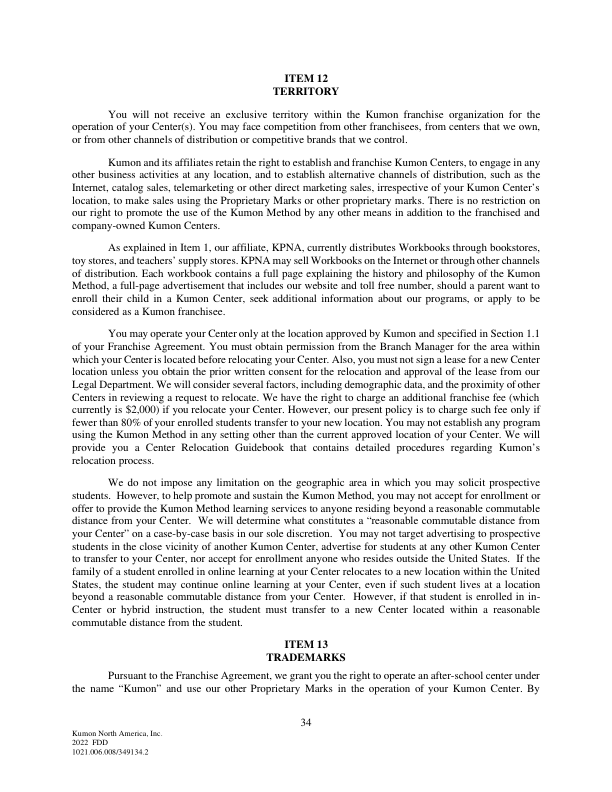 ITEM 12
TERRITORY
You will not receive an exclusive territory within the Kumon franchise organization for the
operation of your Center(s). You may face competition from other franchisees, from centers that we own,
or from other channels of distribution or competitive brands that we control.
Kumon and its affiliates retain the right to establish and franchise Kumon Centers, to engage in any
other business activities at any location, and to establish alternative channels of distribution, such as the
Internet, catalog sales, telemarketing or other direct marketing sales, irrespective of your Kumon Center’s
location, to make sales using the Proprietary Marks or other proprietary marks. There is no restriction on
our right to promote the use of the Kumon Method by any other means in addition to the franchised and
company-owned Kumon Centers.
As explained in Item 1, our affiliate, KPNA, currently distributes Workbooks through bookstores,
toy stores, and teachers’ supply stores. KPNA may sell Workbooks on the Internet or through other channels
of distribution. Each workbook contains a full page explaining the history and philosophy of the Kumon
Method, a full-page advertisement that includes our website and toll free number, should a parent want to
enroll their child in a Kumon Center, seek additional information about our programs, or apply to be
considered as a Kumon franchisee.
You may operate your Center only at the location approved by Kumon and specified in Section 1.1
of your Franchise Agreement. You must obtain permission from the Branch Manager for the area within
which your Center is located before relocating your Center. Also, you must not sign a lease for a new Center
location unless you obtain the prior written consent for the relocation and approval of the lease from our
Legal Department. We will consider several factors, including demographic data, and the proximity of other
Centers in reviewing a request to relocate. We have the right to charge an additional franchise fee (which
currently is $2,000) if you relocate your Center. However, our present policy is to charge such fee only if
fewer than 80% of your enrolled students transfer to your new location. You may not establish any program
using the Kumon Method in any setting other than the current approved location of your Center. We will
provide you a Center Relocation Guidebook that contains detailed procedures regarding Kumon’s
relocation process.
We do not impose any limitation on the geographic area in which you may solicit prospective
students. However, to help promote and sustain the Kumon Method, you may not accept for enrollment or
offer to provide the Kumon Method learning services to anyone residing beyond a reasonable commutable
distance from your Center. We will determine what constitutes a “reasonable commutable distance from
your Center” on a case-by-case basis in our sole discretion. You may not target advertising to prospective
students in the close vicinity of another Kumon Center, advertise for students at any other Kumon Center
to transfer to your Center, nor accept for enrollment anyone who resides outside the United States. If the
family of a student enrolled in online learning at your Center relocates to a new location within the United
States, the student may continue online learning at your Center, even if such student lives at a location
beyond a reasonable commutable distance from your Center. However, if that student is enrolled in in-
Center or hybrid instruction, the student must transfer to a new Center located within a reasonable
commutable distance from the student.
ITEM 13
TRADEMARKS
Pursuant to the Franchise Agreement, we grant you the right to operate an after-school center under
the name “Kumon” and use our other Proprietary Marks in the operation of your Kumon Center. By
34
Kumon North America, Inc.
2022 FDD
1021.006.008/349134.2